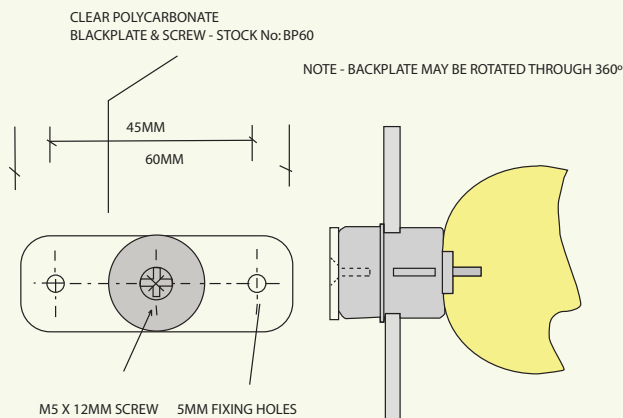 CLEAR POLYCARBONATE
BLACKPLATE & SCREW - STOCK No: BP60
NOTE - BACKPLATE MAY BE ROTATED THROUGH 360º
45MM
60MM
M5 X 12MM SCREW
5MM FIXING HOLES